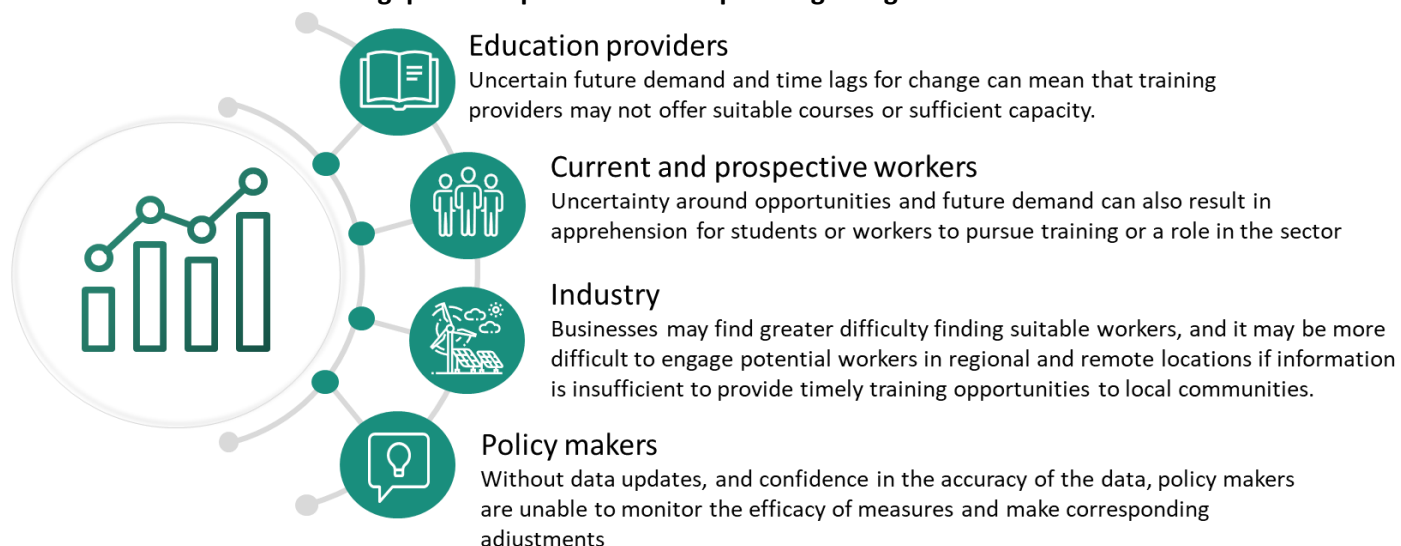 Education providers
Uncertain future demand and time lags for change can mean that training
providers may not offer suitable courses or sufficient capacity.
Current and prospective workers
Uncertainty around opportunities and future demand can also result in
apprehension for students or workers to pursue training or a role in the sector
Industry
Businesses may find greater difficulty finding suitable workers, and it may be more
difficult to engage potential workers in regional and remote locations if information
is insufficient to provide timely training opportunities to local communities.
Policy makers
Without data updates, and confidence in the accuracy of the data, policy makers
are unable to monitor the efficacy of measures and make corresponding
adjustments